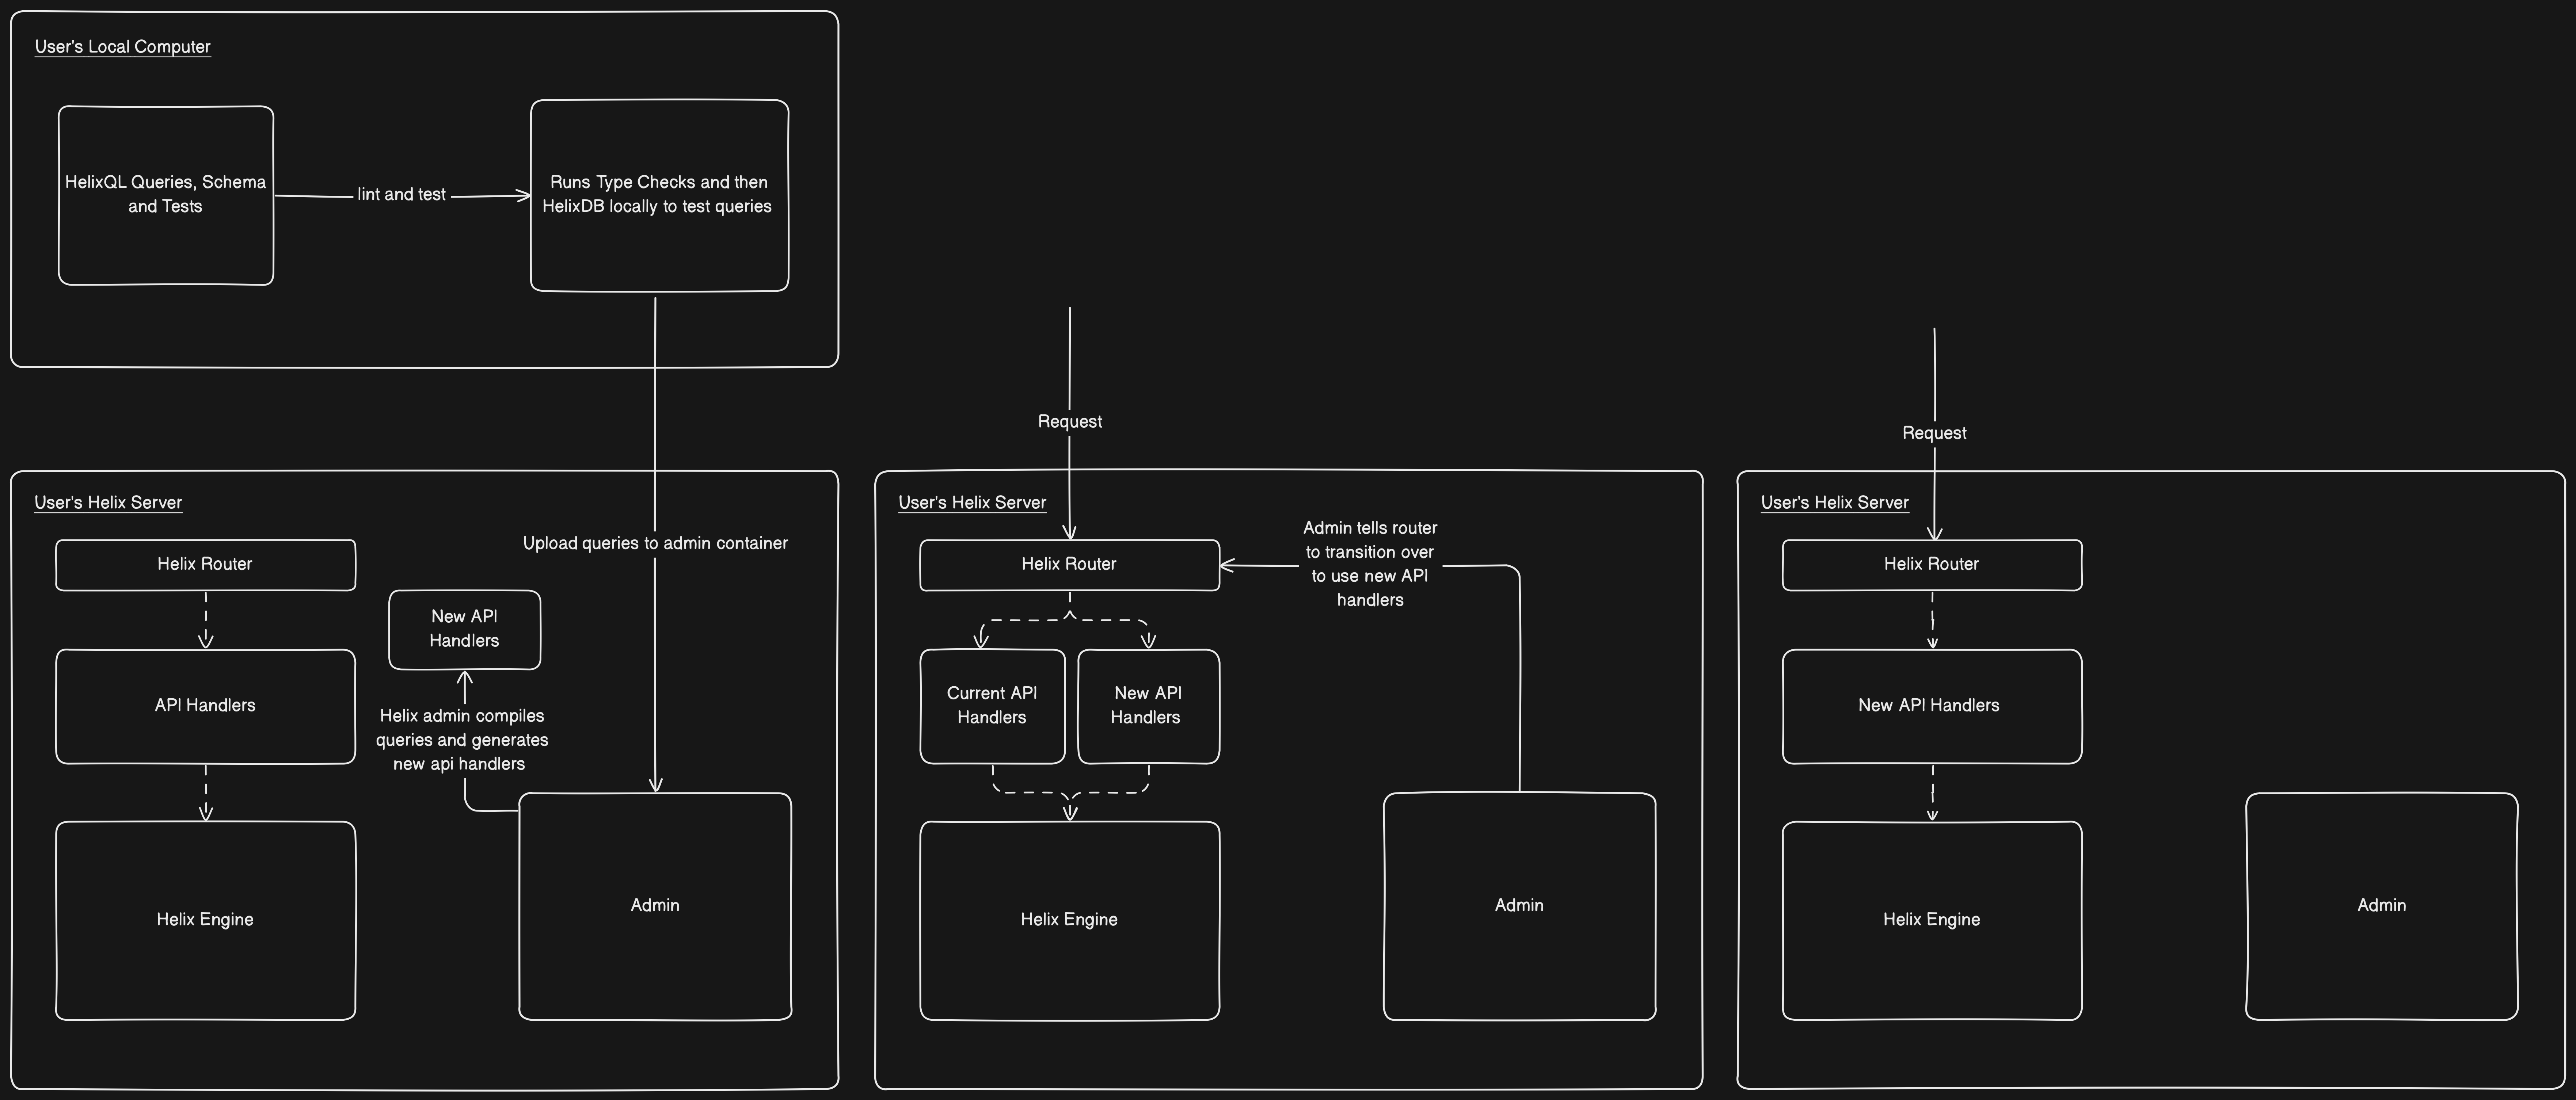 User's Local Computer
HelixQL Queries, Schema
and Tests
lint and test
Runs Type Checks and then
HelixDB locally to test queries
User's Helix Server
Helix Router
API Handlers
Helix Engine
New API
Handlers
Helix admin compiles
queries and generates
new api handlers
Upload queries to admin container
Admin
Request
User's Helix Server
Helix Router
Admin tells router
to transition over
to use new API
handlers
Current API
Handlers
New API
Handlers
Helix Engine
Admin
Request
User's Helix Server
Helix Router
New API Handlers
Helix Engine
Admin